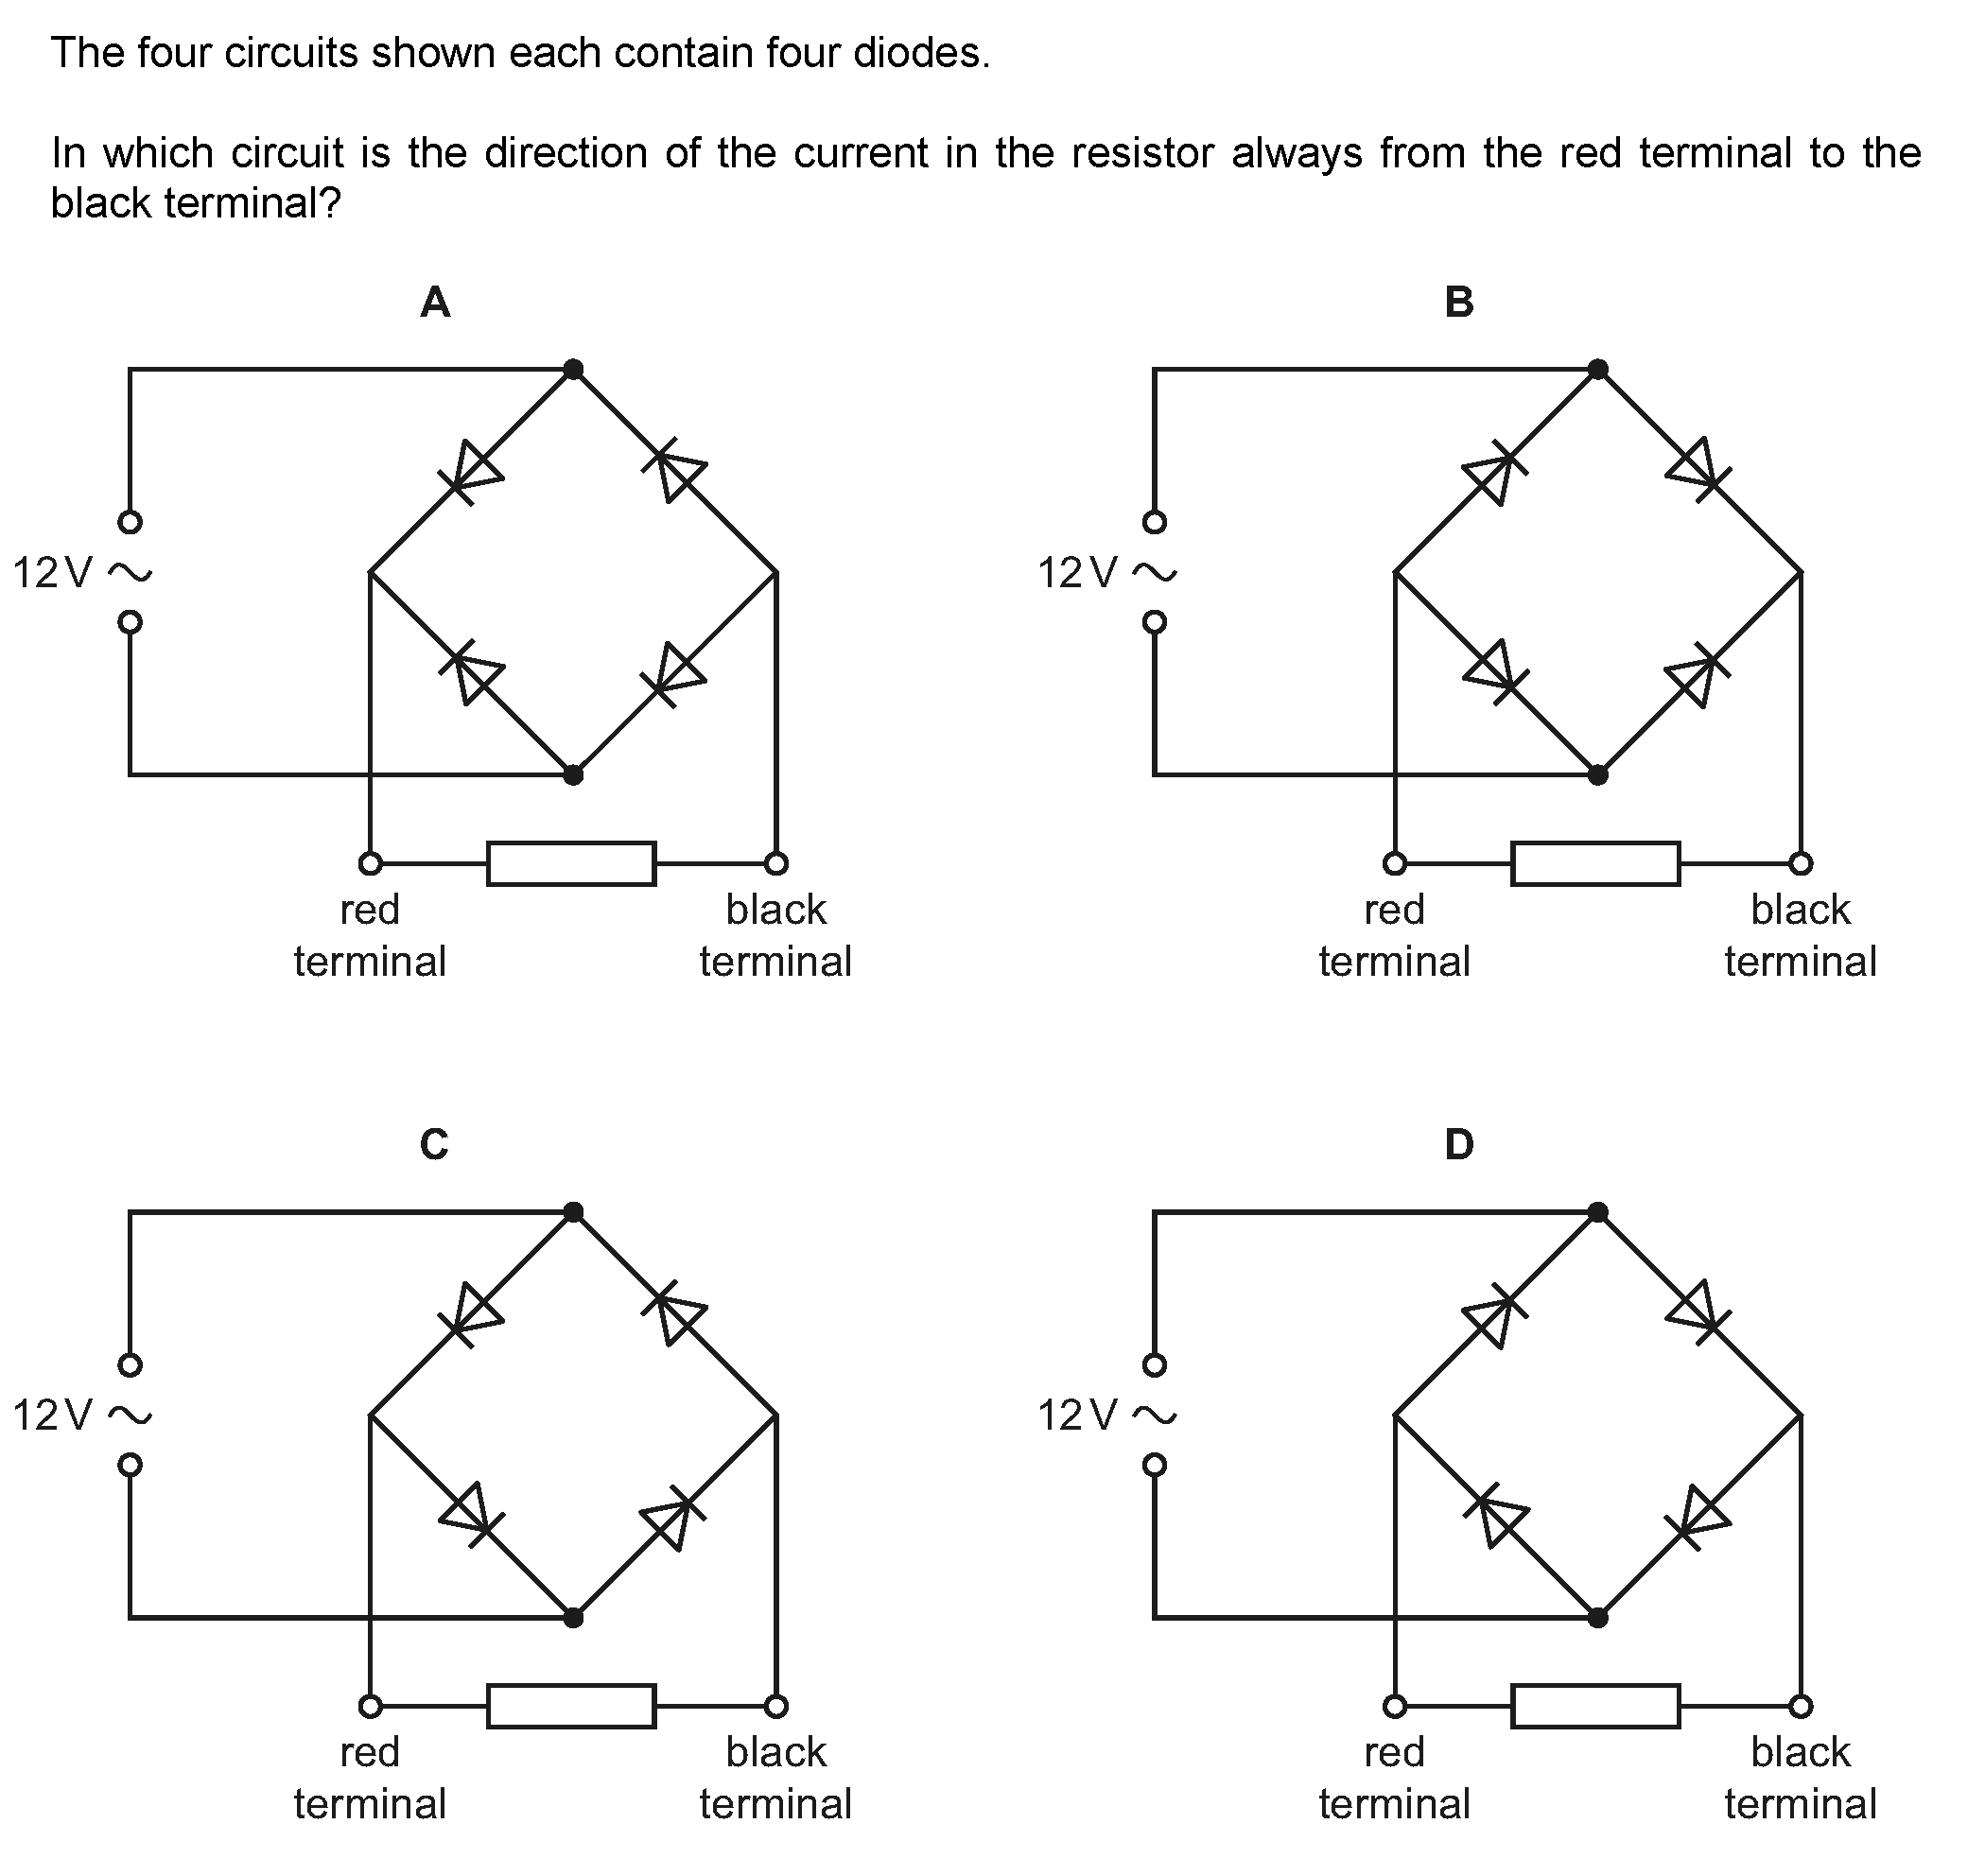 The four circuits shown each contain four diodes.
In which circuit is the direction of the current in the resistor always from the red terminal to the
black terminal?
A
B
12 V ~
12 V ~
red
terminal
black
terminal
red
terminal
black
terminal
C
D
12 V ~
12 V ~
red
terminal
black
terminal
red
terminal
black
terminal